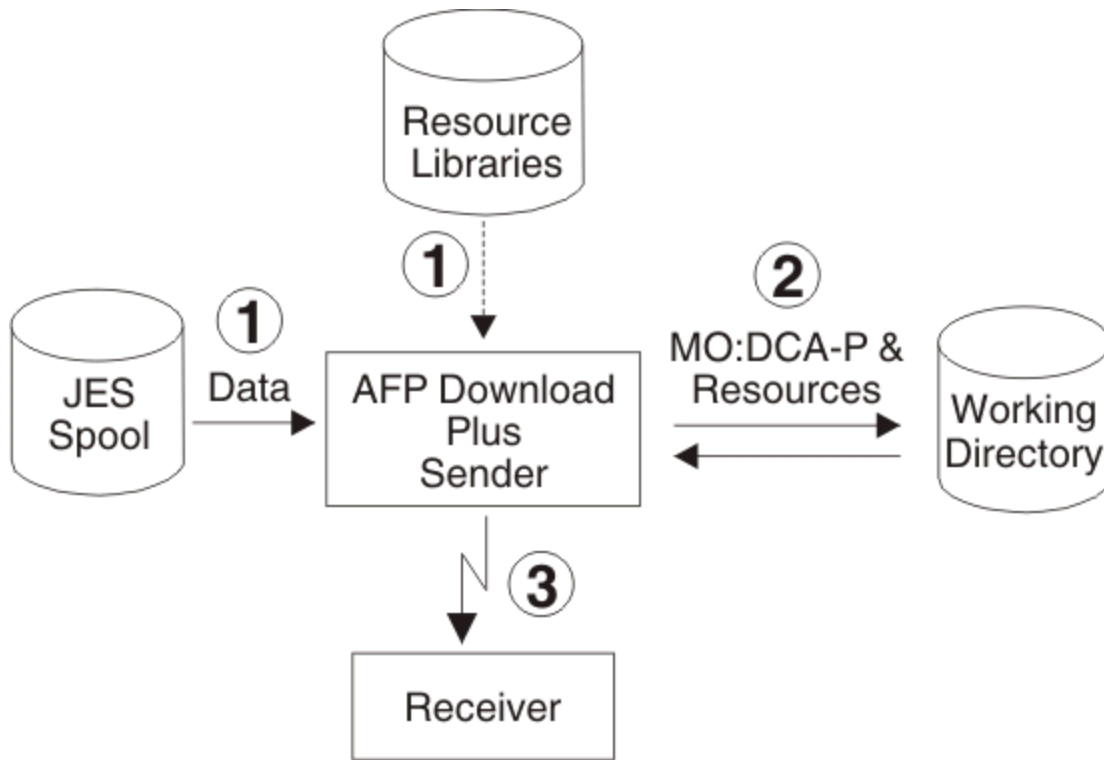 Resource
Libraries
1
1
2
JES
Spool
Data
AFP Download
Plus
Sender
MO:DCA-P &
Resources
Working
Directory
3
Receiver